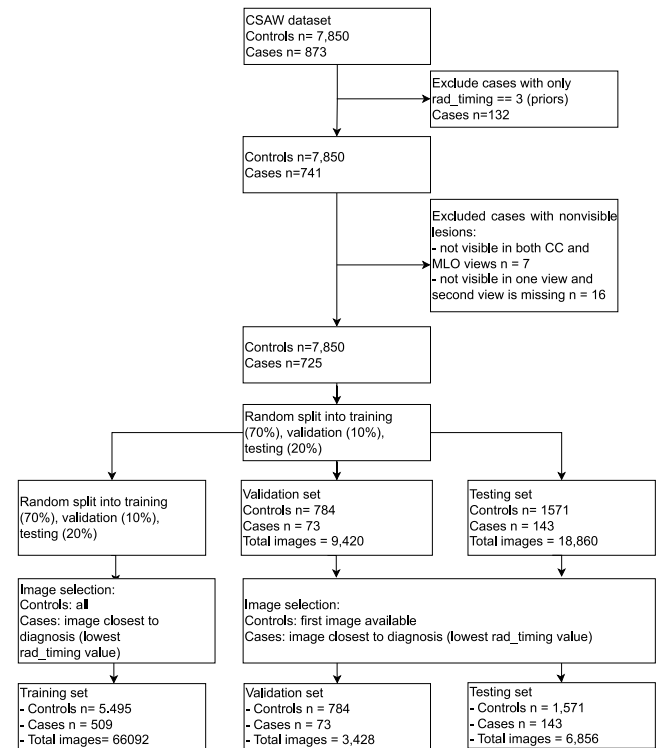 CSAW dataset
Controls n= 7,850
Cases n= 873
Exclude cases with only
rad_timing == 3 (priors)
Cases n=132
Controls n=7,850
Cases n=741
Excluded cases with nonvisible
lesions:
- not visible in both CC and
MLO views n = 7
- not visible in one view and
second view is missing n = 16
Controls n=7,850
Cases n=725
Random split into training
(70%), validation (10%),
testing (20%)
Random split into training
(70%), validation (10%),
testing (20%)
Validation set
Controls n= 784
Cases n = 73
Total images = 9,420
Testing set
Controls n= 1571
Cases n = 143
Total images = 18,860
Image selection:
Controls: all
Cases: image closest to
diagnosis (lowest
rad_timing value)
Image selection:
Controls: first image available
Cases: image closest to diagnosis (lowest rad_timing value)
Training set
- Controls n= 5.495
- Cases n = 509
- Total images= 66092
Validation set
- Controls n = 784
- Cases n = 73
- Total images = 3,428
Testing set
- Controls n = 1,571
- Cases n = 143
- Total images = 6,856